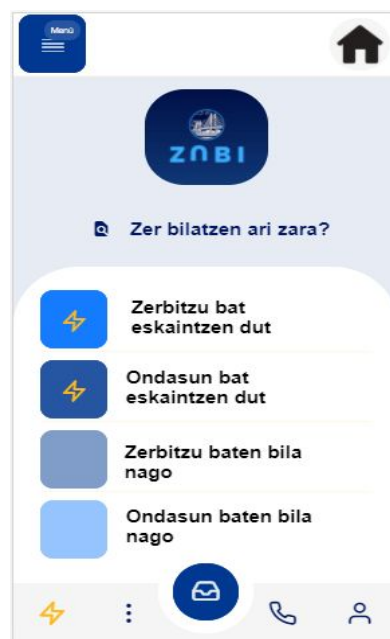 Menú
ZUBI
Zer bilatzen ari zara?
Zerbitzu bat
eskaintzen dut
Ondasun bat
eskaintzen dut
Zerbitzu baten bila
nago
Ondasun baten bila
nago